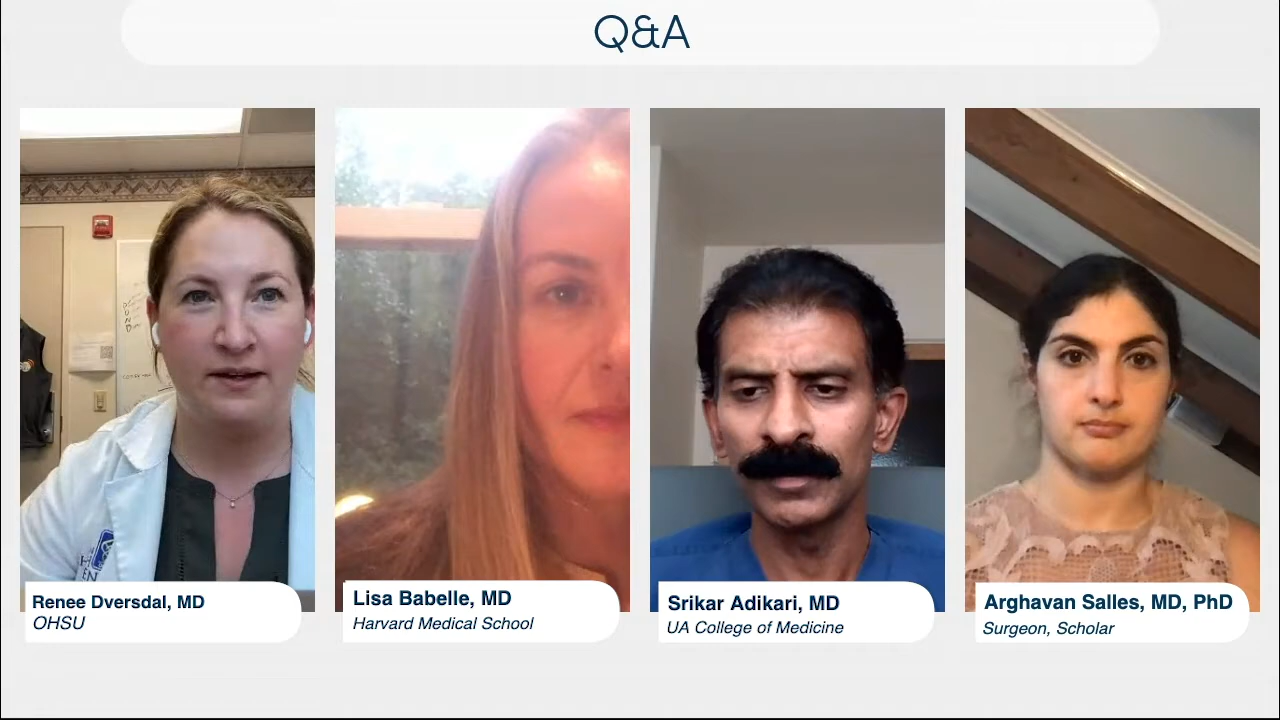 Q&A
Renee Dversdal, MD
OHSU
Lisa Babelle, MD
Harvard Medical School
Srikar Adikari, MD
UA College of Medicine
Arghavan Salles, MD, PhD
Surgeon, Scholar